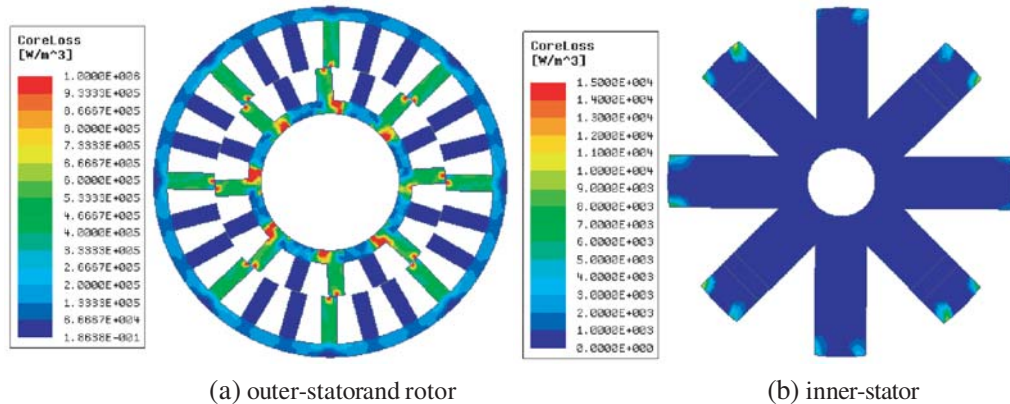 CoreLoss
[W/m^3]
1.0000E+006
9.3333E+005
8.6667E+005
8.0000E+005
7.3333E+005
6.6667E+005
6.0000E+005
5.3333E+005
4.6667E+005
4.0000E+005
3.3333E+005
2.6667E+005
2.0000E+005
1.3333E+005
6.6667E+004
1.8638E-001
CoreLoss
[W/m^3]
1.5000E+004
1.4000E+004
1.3000E+004
1.2000E+004
1.1000E+004
1.0000E+004
9.0000E+003
8.0000E+003
7.0000E+003
6.0000E+003
5.0000E+003
4.0000E+003
3.0000E+003
2.0000E+003
1.0000E+003
0.0000E+000
(a) outer-statorand rotor
(b) inner-stator